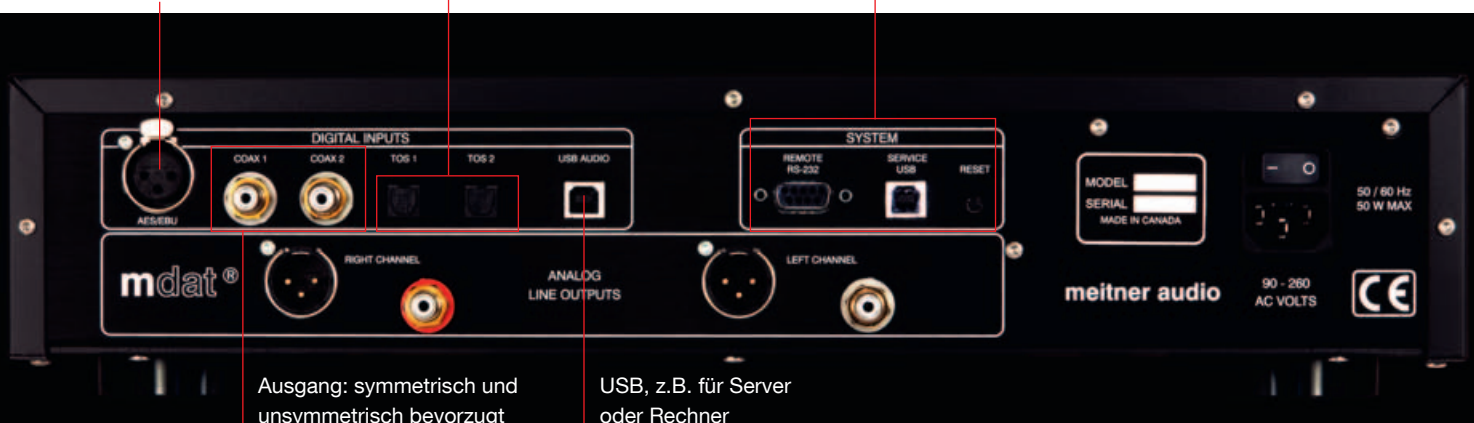 DIGITAL INPUTS
COAX 1
COAX 2
TOS 1
TOS 2
USB AUDIO
AES/EBU
SYSTEM
REMOTE
RS-232
SERVICE
USB
RESET
MODEL
SERIAL
MADE IN CANADA
50 / 60 Hz
50 W MAX
mdat ®
RIGHT CHANNEL
ANALOG
LINE OUTPUTS
LEFT CHANNEL
meitner audio
90 - 260
AC VOLTS
CE
Ausgang: symmetrisch und
unsymmetrisch bevorzugt
USB, z.B. für Server
oder Rechner